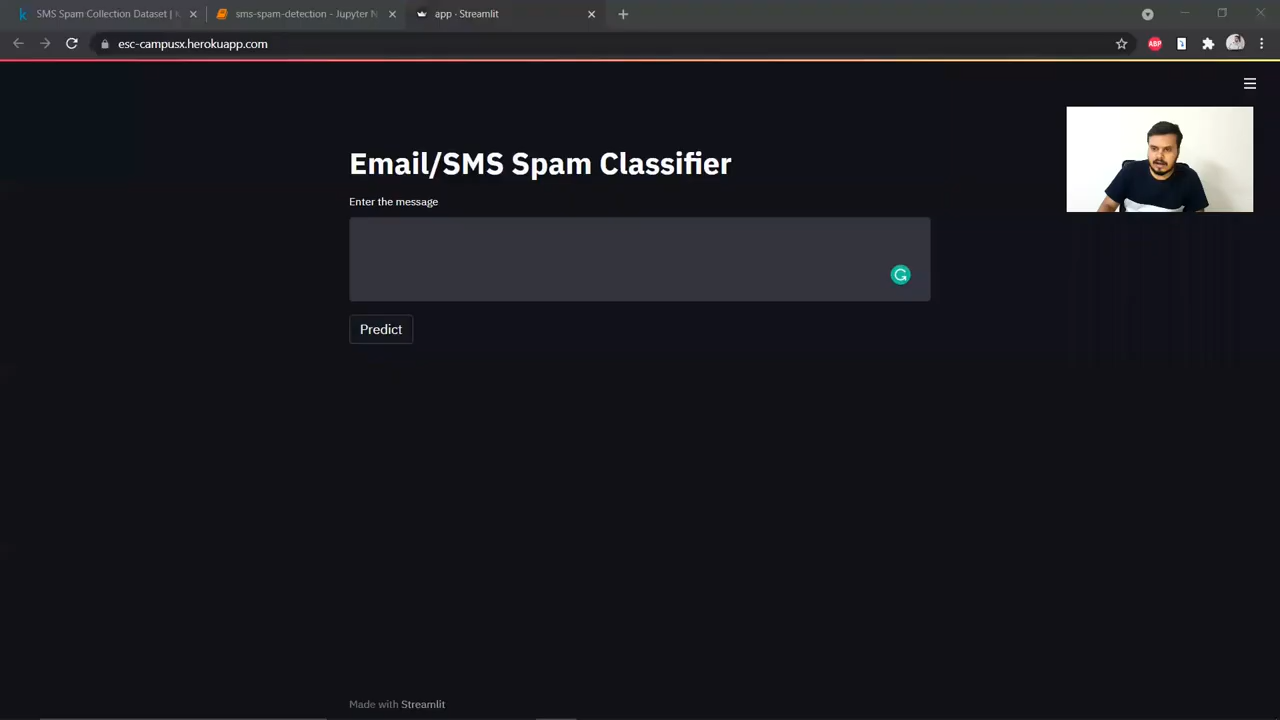 SMS Spam Collection Dataset |
sms-spam-detection - Jupyter N
app · Streamlit
esc-campusx.herokuapp.com
ABP
Email/SMS Spam Classifier
Enter the message
Predict
Made with Streamlit